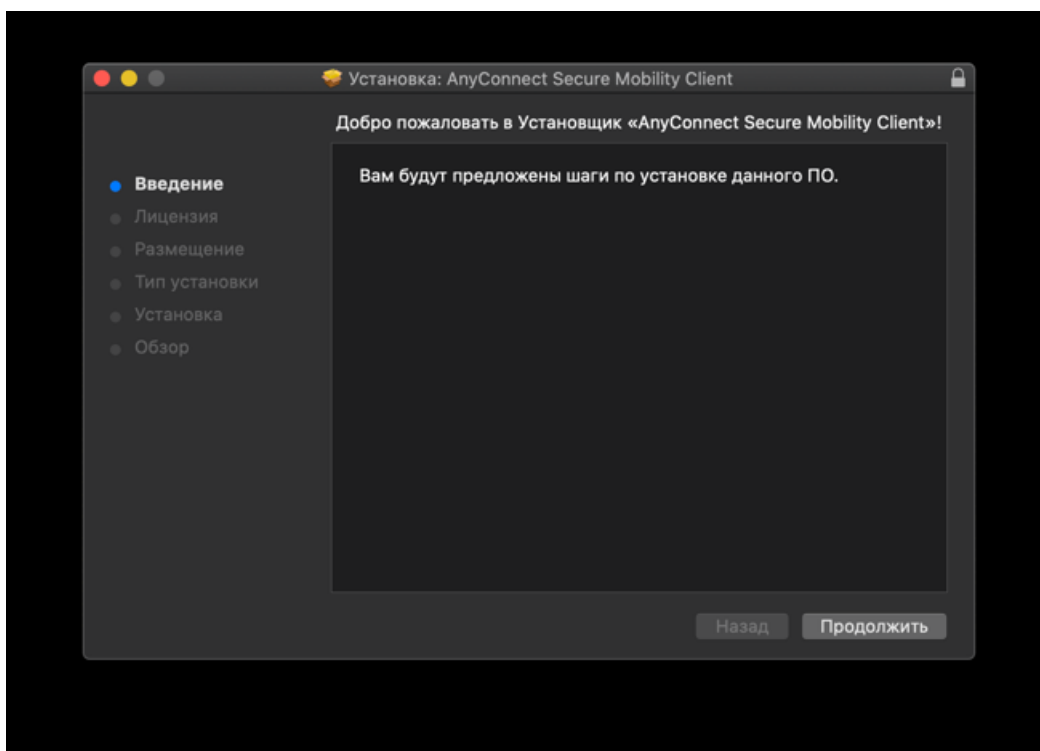 Установка: AnyConnect Secure Mobility Client
Добро пожаловать в Установщик «AnyConnect Secure Mobility Client»!
Введение
Лицензия
Размещение
Тип установки
Установка
Обзор
Вам будут предложены шаги по установке данного ПО.
Назад
Продолжить